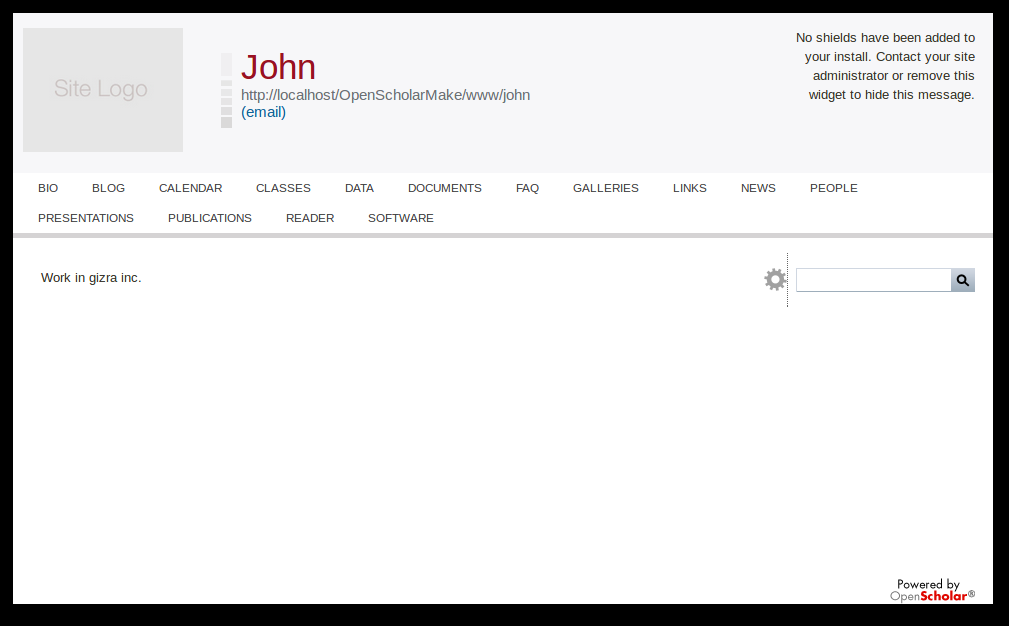 Site Logo
John
http://localhost/OpenScholarMake/www/john
(email)
No shields have been added to
your install. Contact your site
administrator or remove this
widget to hide this message.
BIO BLOG CALENDAR CLASSES DATA DOCUMENTS FAQ GALLERIES LINKS NEWS PEOPLE
PRESENTATIONS PUBLICATIONS READER SOFTWARE
Work in gizra inc.
Powered by
OpenScholar®